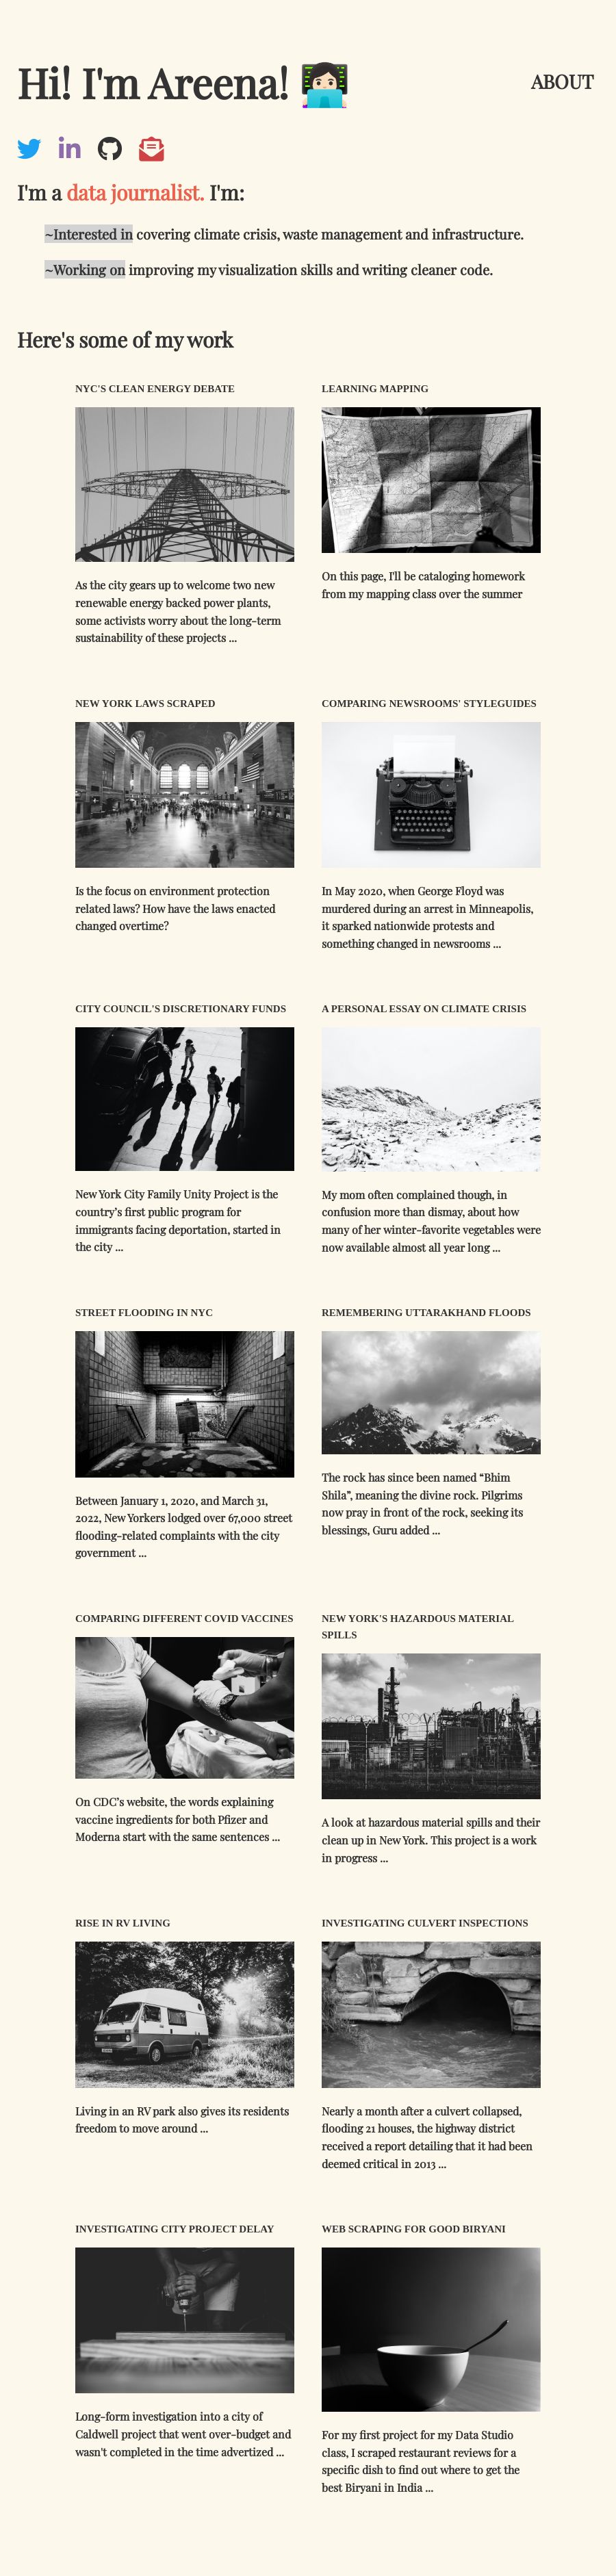 Hi! I'm Areena! 👩🏻‍💻
ABOUT
in
I'm a data journalist. I'm:
~Interested in covering climate crisis, waste management and infrastructure.
~Working on improving my visualization skills and writing cleaner code.
Here's some of my work
NYC'S CLEAN ENERGY DEBATE
As the city gears up to welcome two new
renewable energy backed power plants,
some activists worry about the long-term
sustainability of these projects ...
LEARNING MAPPING
On this page, I'll be cataloging homework
from my mapping class over the summer
NEW YORK LAWS SCRAPED
Is the focus on environment protection
related laws? How have the laws enacted
changed overtime?
COMPARING NEWSROOMS' STYLEGUIDES
In May 2020, when George Floyd was
murdered during an arrest in Minneapolis,
it sparked nationwide protests and
something changed in newsrooms ...
CITY COUNCIL'S DISCRETIONARY FUNDS
New York City Family Unity Project is the
country's first public program for
immigrants facing deportation, started in
the city ...
A PERSONAL ESSAY ON CLIMATE CRISIS
My mom often complained though, in
confusion more than dismay, about how
many of her winter-favorite vegetables were
now available almost all year long ...
STREET FLOODING IN NYC
Between January 1, 2020, and March 31,
2022, New Yorkers lodged over 67,000 street
flooding-related complaints with the city
government ...
REMEMBERING UTTARAKHAND FLOODS
The rock has since been named “Bhim
Shila”, meaning the divine rock. Pilgrims
now pray in front of the rock, seeking its
blessings, Guru added ...
COMPARING DIFFERENT COVID VACCINES
On CDC’s website, the words explaining
vaccine ingredients for both Pfizer and
Moderna start with the same sentences ...
NEW YORK'S HAZARDOUS MATERIAL
SPILLS
A look at hazardous material spills and their
clean up in New York. This project is a work
in progress ...
RISE IN RV LIVING
Living in an RV park also gives its residents
freedom to move around ...
INVESTIGATING CULVERT INSPECTIONS
Nearly a month after a culvert collapsed,
flooding 21 houses, the highway district
received a report detailing that it had been
deemed critical in 2013 ...
INVESTIGATING CITY PROJECT DELAY
Long-form investigation into a city of
Caldwell project that went over-budget and
wasn't completed in the time advertized ...
WEB SCRAPING FOR GOOD BIRYANI
For my first project for my Data Studio
class, I scraped restaurant reviews for a
specific dish to find out where to get the
best Biryani in India ...